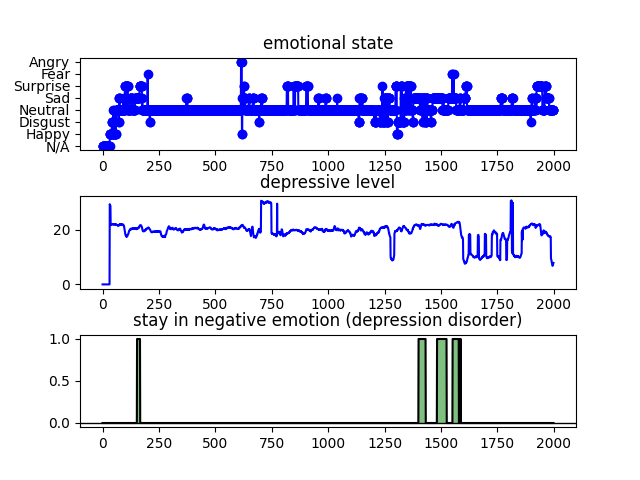 emotional state
Angry
Fear
Surprise
Sad
Neutral
Disgust
Happy
N/A
0 250 500 750 1000 1250 1500 1750 2000
depressive level
20
0
0 250 500 750 1000 1250 1500 1750 2000
stay in negative emotion (depression disorder)
1.0
0.5
0.0
0 250 500 750 1000 1250 1500 1750 2000